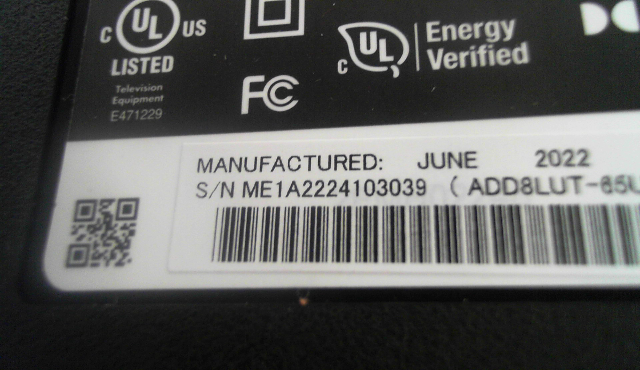 c UL US
LISTED
Television
Equipment
E471229
FC
c UL Energy
Verified
MANUFACTURED: JUNE 2022
S/N ME1A2224103039 ( ADD8LUT-65U